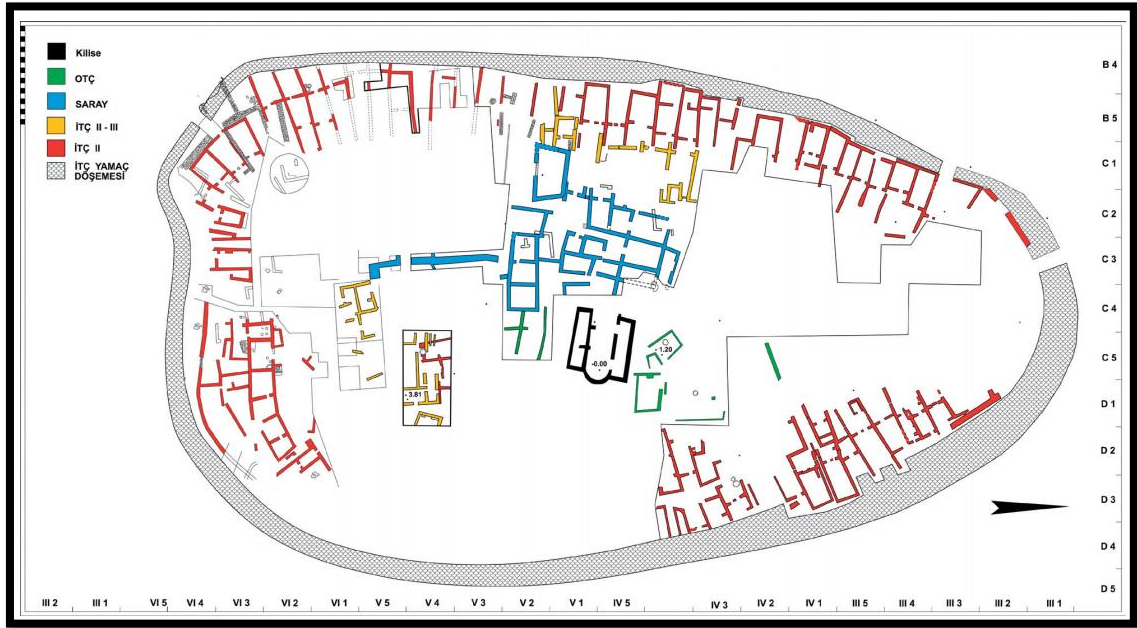 Kilise
OTÇ
SARAY
İTÇ II - III
İTÇ II
İTÇ YAMAÇ
DÖŞEMESİ
B 4
B 5
C 1
C 2
C 3
C 4
C 5
D 1
D 2
D 3
D 4
D 5
-0.00
- 1.20
- 3.81
III 2 III 1 VI 5 VI 4 VI 3 VI 2 VI 1 V 5 V 4 V 3 V 2 V 1 IV 5 IV 3 IV 2 IV 1 III 5 III 4 III 3 III 2 III 1